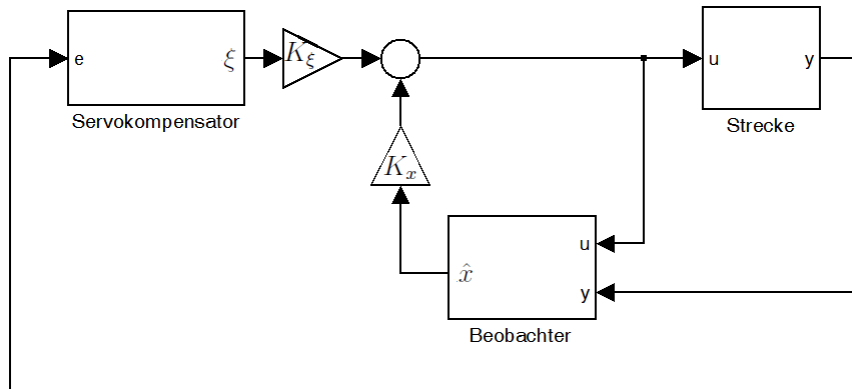 e
ξ
Servokompensator
K_ξ
u
y
Strecke
K_x
x̂
u
y
Beobachter